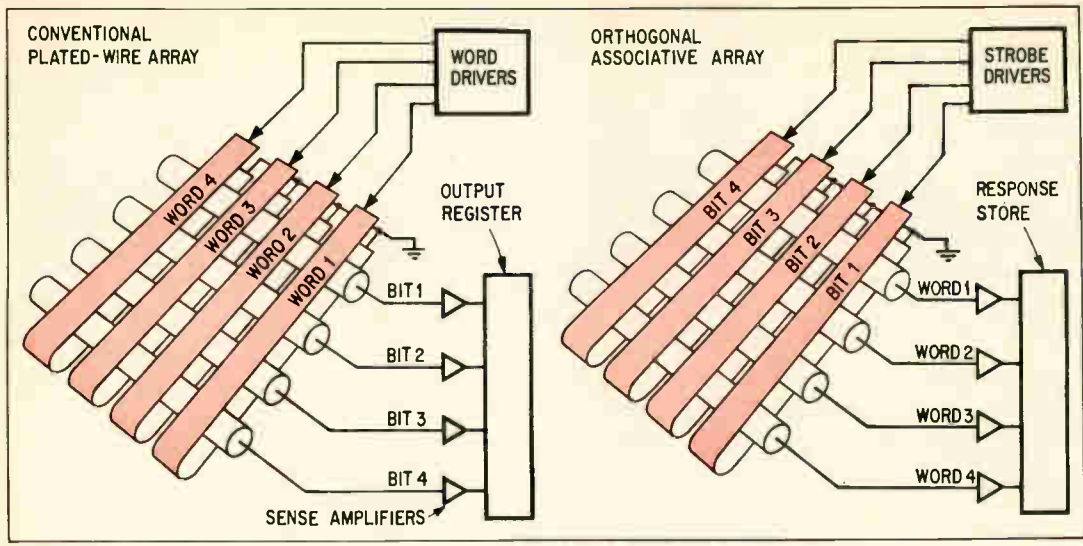 CONVENTIONAL
PLATED-WIRE ARRAY
WORD
DRIVERS
WORD 4
WORD 3
WORD 2
WORD 1
OUTPUT
REGISTER
BIT 1
BIT 2
BIT 3
BIT 4
SENSE AMPLIFIERS
ORTHOGONAL
ASSOCIATIVE ARRAY
STROBE
DRIVERS
BIT 4
BIT 3
BIT 2
BIT 1
RESPONSE
STORE
WORD 1
WORD 2
WORD 3
WORD 4